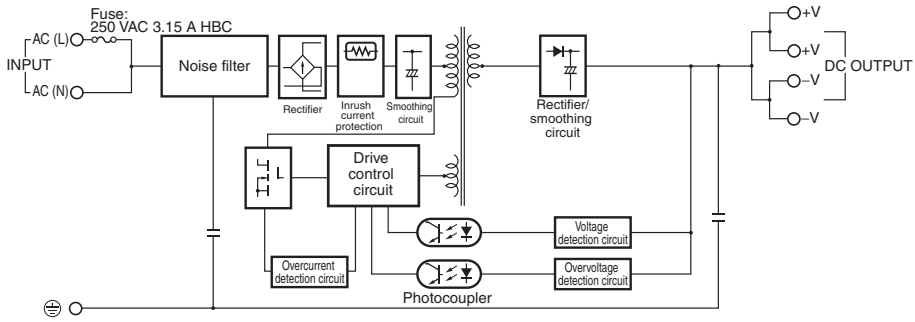 Fuse:
250 VAC 3.15 A HBC
AC (L)
INPUT
AC (N)
Noise filter
Rectifier
Inrush
current
protection
Smoothing
circuit
Rectifier/
smoothing
circuit
+V
+V
DC OUTPUT
−V
−V
Drive
control
circuit
Overcurrent
detection circuit
Voltage
detection circuit
Overvoltage
detection circuit
Photocoupler